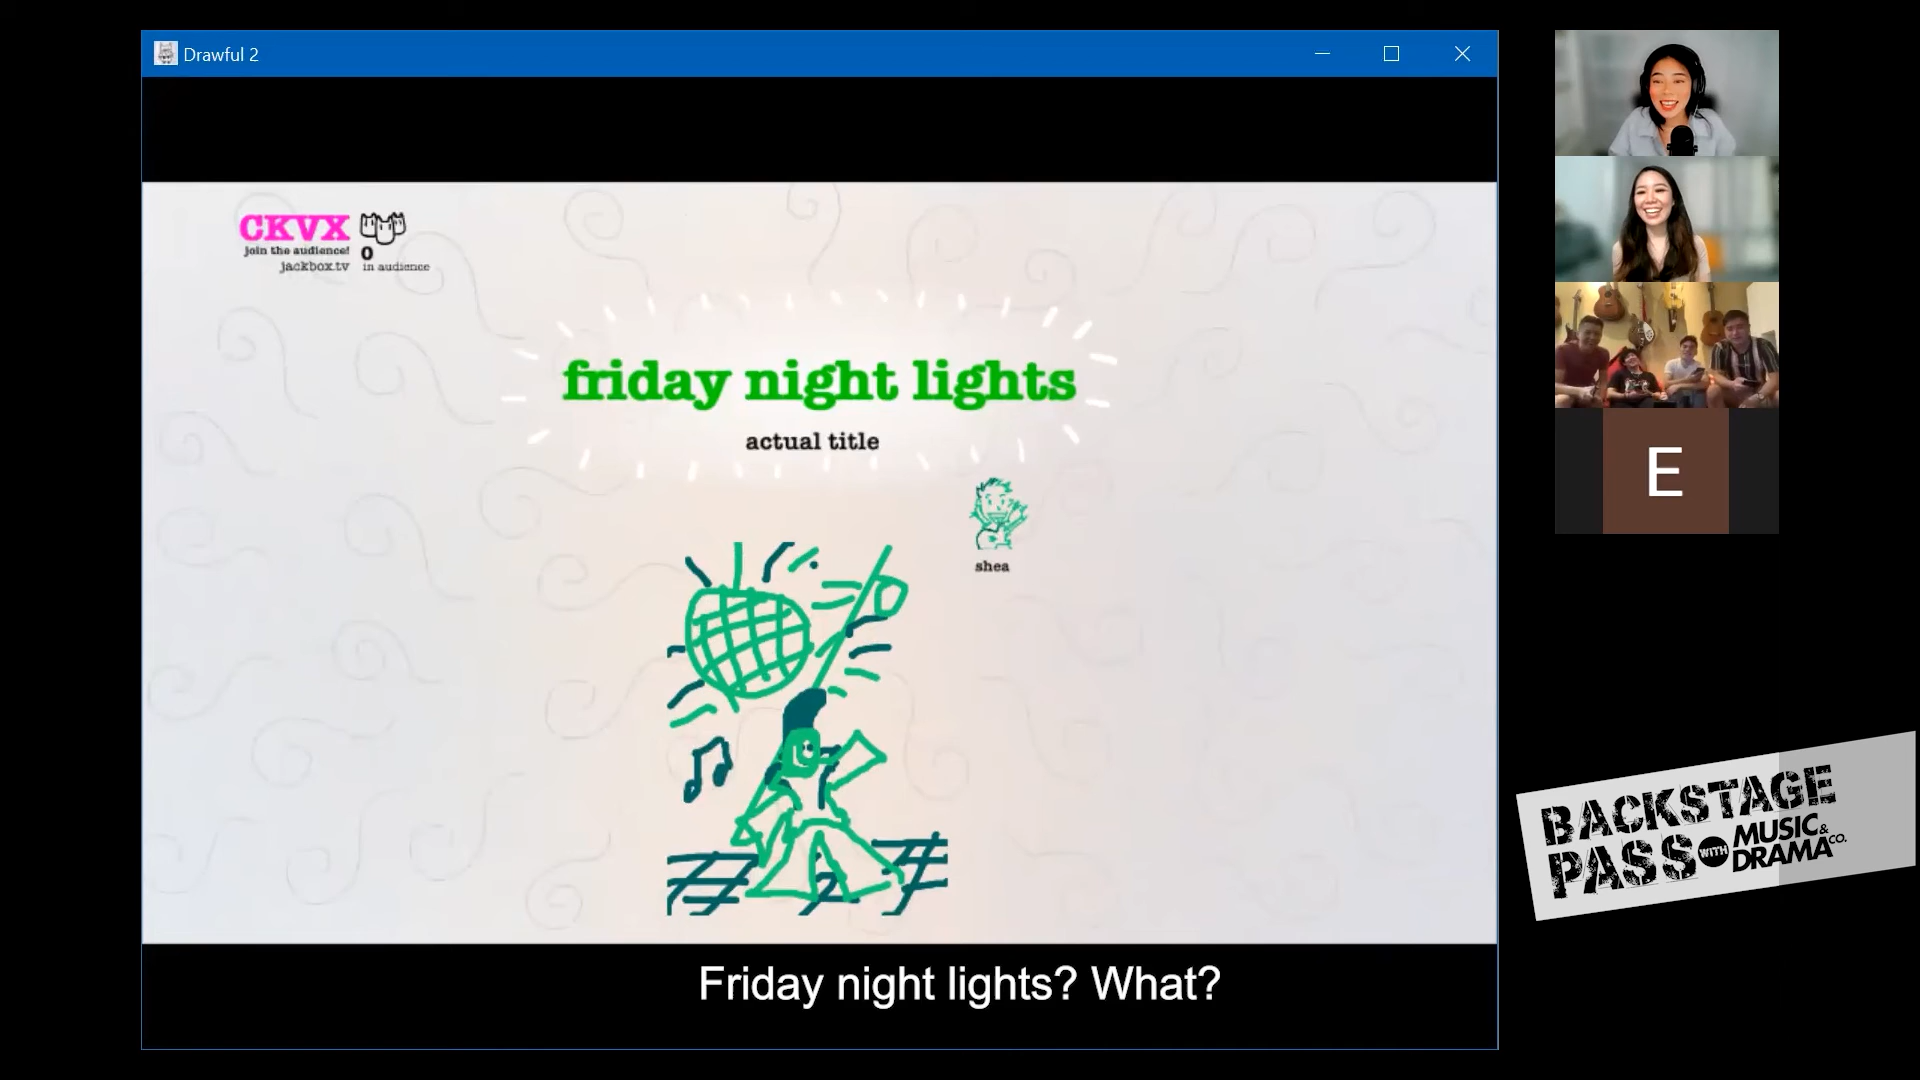 Drawful 2
CKVX
join the audience!
jackbox.tv
0
in audience
friday night lights
actual title
shea
E
BACKSTAGE
PASS WITH MUSIC & DRAMA CO.
Friday night lights? What?